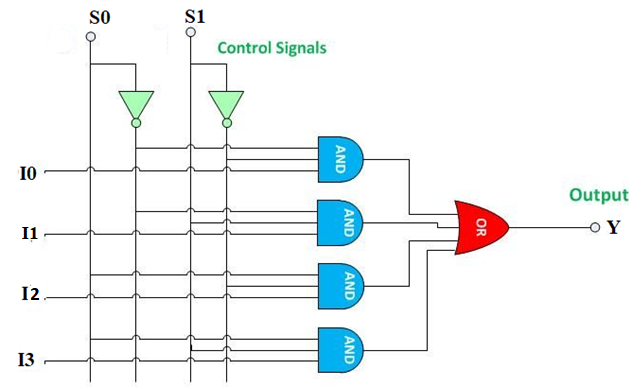 S0 S1
Control Signals
I0
AND
Output
I1
AND
OR
Y
I2
AND
I3
AND